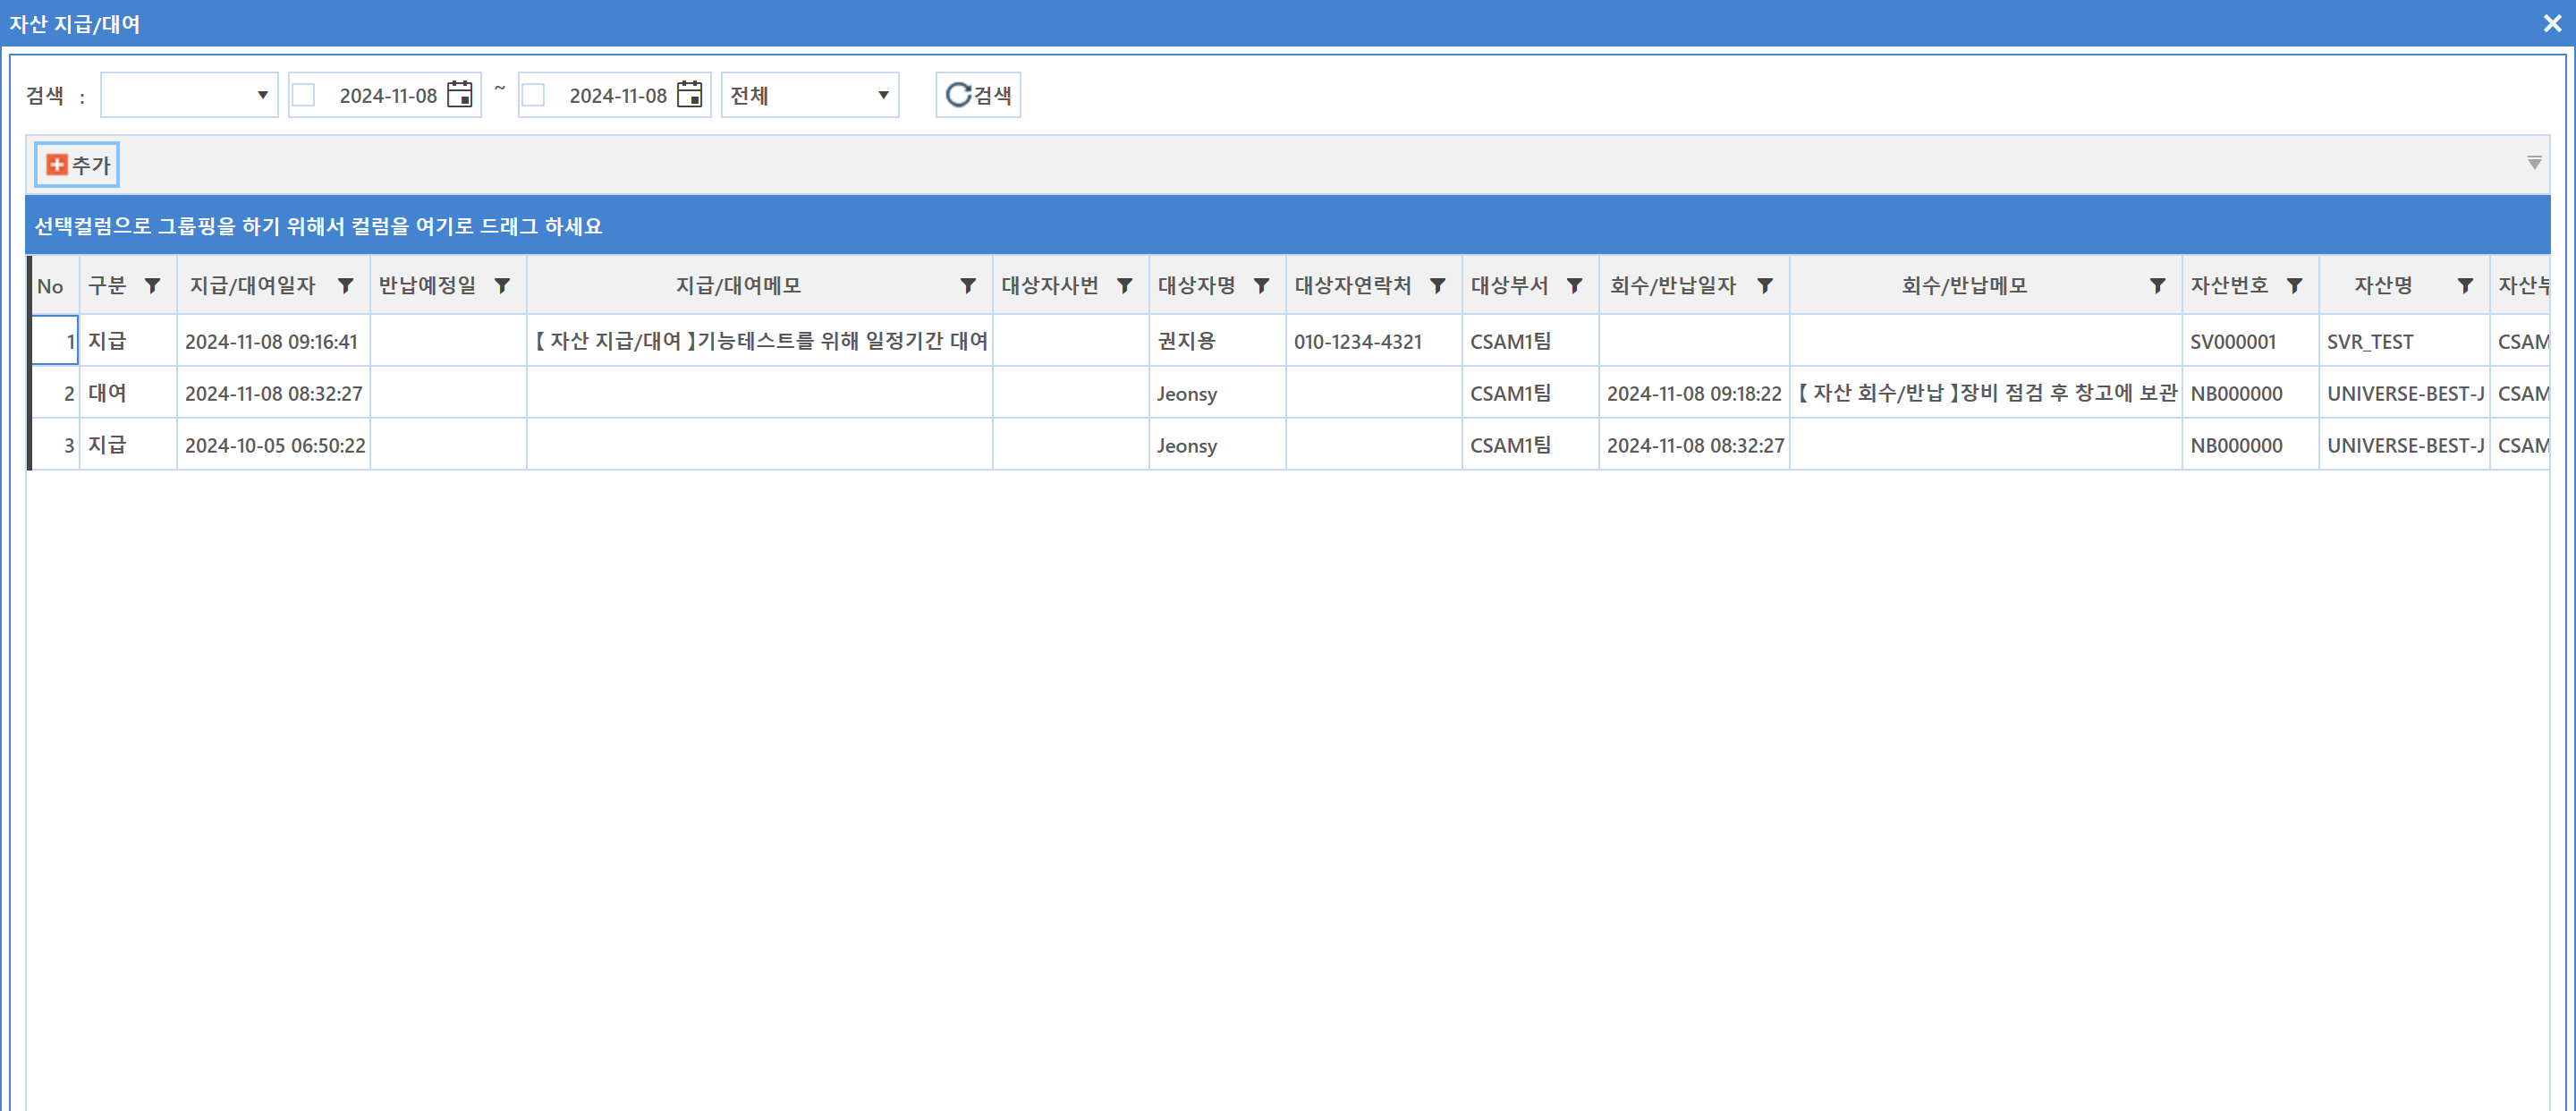 자산 지급/대여
검색 : 2024-11-08 ~ 2024-11-08 전체 검색
추가
선택컬럼으로 그룹핑을 하기 위해서 컬럼을 여기로 드래그 하세요
No 구분 지급/대여일자 반납예정일 지급/대여메모 대상자사번 대상자명 대상자연락처 대상부서 회수/반납일자 회수/반납메모 자산번호 자산명 자산부
1 지급 2024-11-08 09:16:41 【 자산 지급/대여 】기능테스트를 위해 일정기간 대여 권지용 010-1234-4321 CSAM1팀 SV000001 SVR_TEST CSAM
2 대여 2024-11-08 08:32:27 Jeonsy CSAM1팀 2024-11-08 09:18:22 【 자산 회수/반납 】장비 점검 후 창고에 보관 NB000000 UNIVERSE-BEST-J CSAM
3 지급 2024-10-05 06:50:22 Jeonsy CSAM1팀 2024-11-08 08:32:27 NB000000 UNIVERSE-BEST-J CSAM